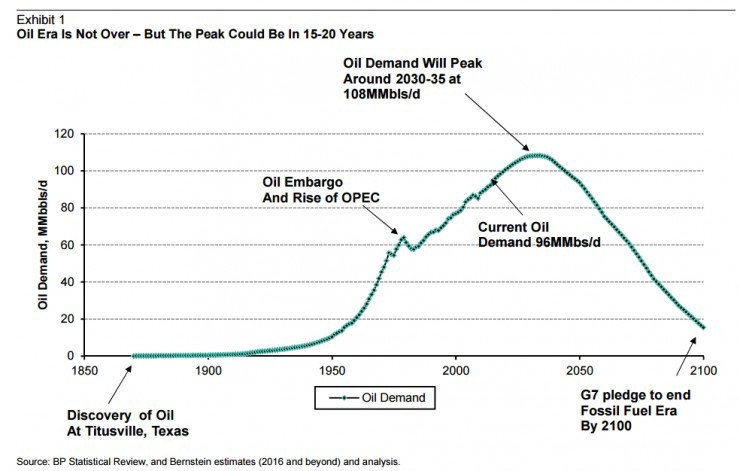 Exhibit 1
Oil Era Is Not Over – But The Peak Could Be In 15-20 Years
Oil Demand Will Peak
Around 2030-35 at
108MMbls/d
Oil Embargo
And Rise of OPEC
Current Oil
Demand 96MMbs/d
Oil Demand, MMbbls/d
120
100
80
60
40
20
0
1850
1900
1950
2000
2050
2100
Oil Demand
Discovery of Oil
At Titusville, Texas
G7 pledge to end
Fossil Fuel Era
By 2100
Source: BP Statistical Review, and Bernstein estimates (2016 and beyond) and analysis.